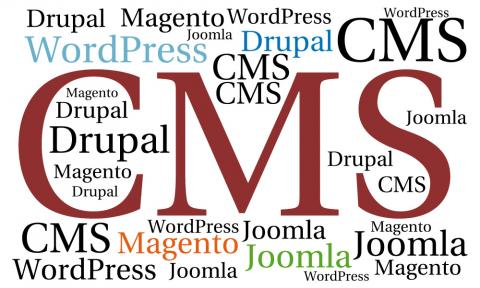 Drupal Magento WordPress WordPress
WordPress Joomla Drupal CMS
CMS
CMS
CMS
Magento
Drupal
Drupal
Magento
Drupal
Joomla
Drupal
CMS
CMS WordPress Joomla Magento
Magento Joomla Joomla
WordPress Joomla WordPress Magento